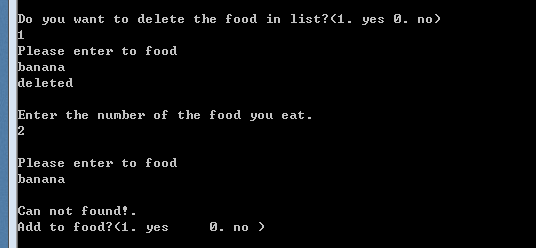 Do you want to delete the food in list?(1. yes 0. no)
1
Please enter to food
banana
deleted
Enter the number of the food you eat.
2
Please enter to food
banana
Can not found!.
Add to food?(1. yes     0. no )